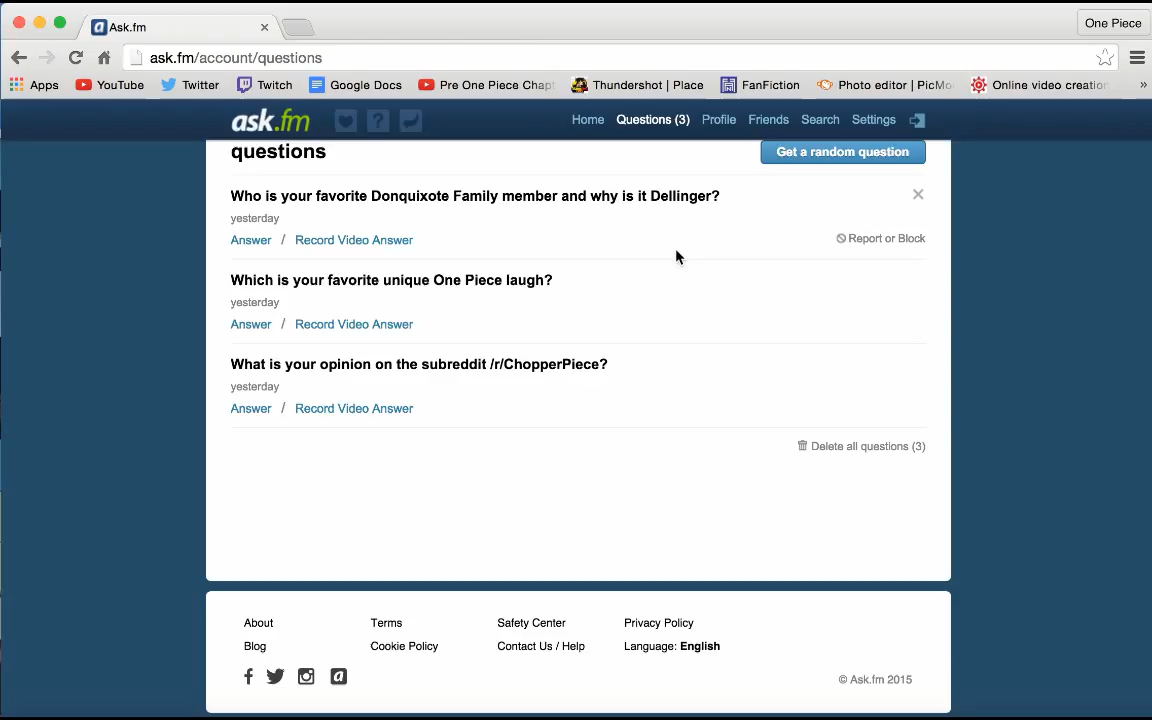 Ask.fm
One Piece
ask.fm/account/questions
Apps YouTube Twitter Twitch Google Docs Pre One Piece Chapt Thundershot | Place FanFiction Photo editor | PicMo Online video creation »
ask.fm Home Questions (3) Profile Friends Search Settings
questions Get a random question
Who is your favorite Donquixote Family member and why is it Dellinger?
yesterday
Answer / Record Video Answer Report or Block
Which is your favorite unique One Piece laugh?
yesterday
Answer / Record Video Answer
What is your opinion on the subreddit /r/ChopperPiece?
yesterday
Answer / Record Video Answer
Delete all questions (3)
About Terms Safety Center Privacy Policy
Blog Cookie Policy Contact Us / Help Language: English
© Ask.fm 2015